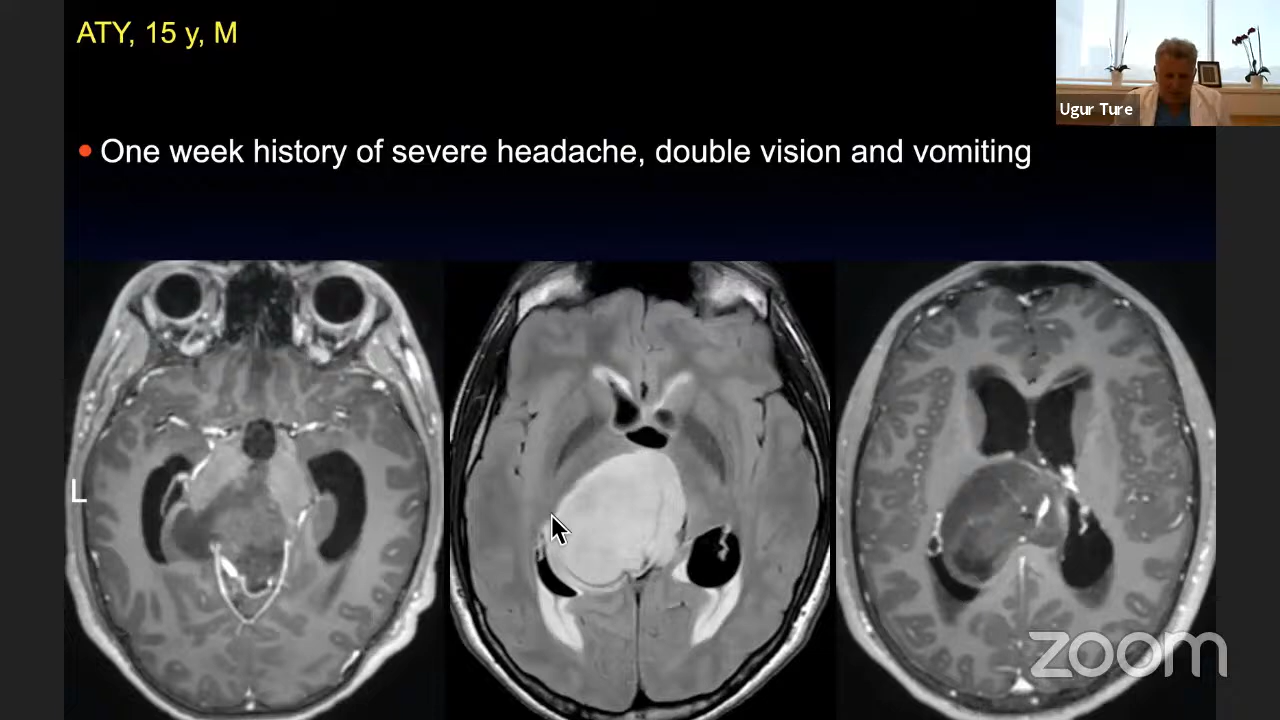 ATY, 15 y, M
Ugur Ture
• One week history of severe headache, double vision and vomiting
L
zoom